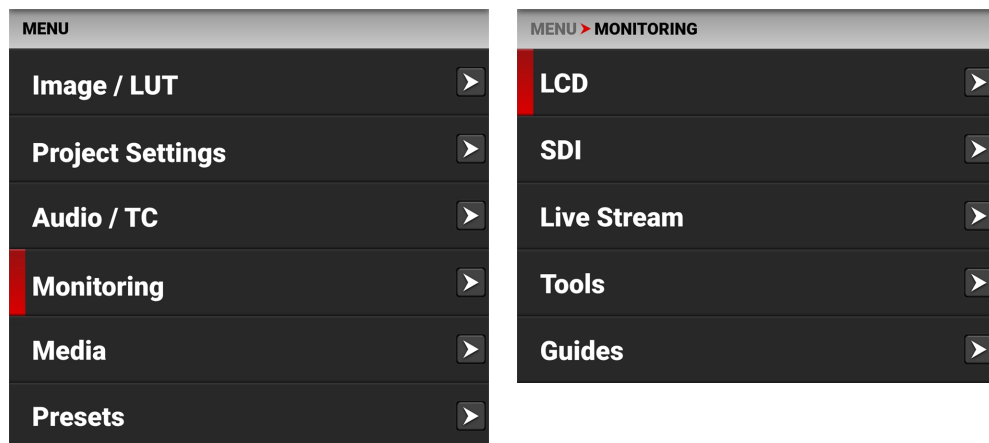 MENU
Image / LUT
Project Settings
Audio / TC
Monitoring
Media
Presets
MENU > MONITORING
LCD
SDI
Live Stream
Tools
Guides